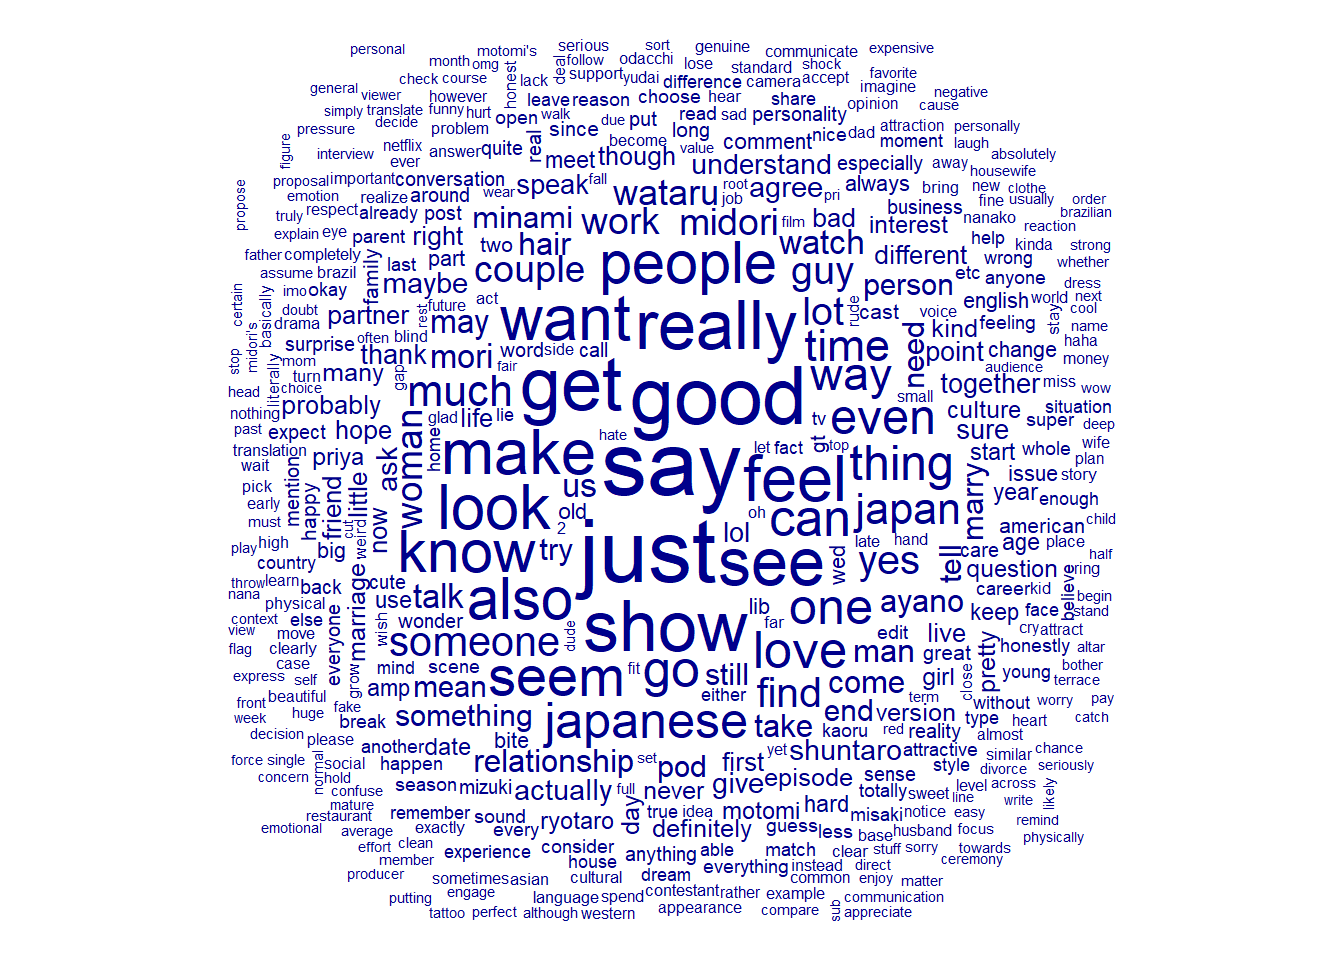 personal month motomi's omg serious follow sort odacchi genuine lose communicate shock expensive
general check course lack deal support yudai difference standard camera accept favorite imagine
viewer however honest leave reason choose hear share opinion cause negative
simply translate funny hurt open walk due put read sad personality
pressure decide problem real since become long value comment nice dad attraction personally
figure interview netflix ever answer quite meet though understand especially moment laugh absolutely
proposal important conversation speak fall wataru root job agree pri always away bring housewife new clothe
propose emotion realize around wear minami work midori film bad business fine usually order
truly respect already post interest nanako brazilian
explain eye parent right two hair people watch different help kinda reaction strong
father completely last part couple guy person etc wrong whether
assume brazil family maybe act want really lot rude cast anyone dress
certain imo okay future rest english world next
doubt basically partner may voice kind feeling stay cool
drama often blind thank mori word side call time need point change name
stop midori's surprise fair way haha
mom gap get good audience money
literally turn many much small together miss wow
head choice probably glad life lie even culture situation
nothing past expect hope woman tv sure super deep
translation home make hate say let fact gt top start whole wife
wait priya ask feel thing issue story plan
pick mention happy friend little look us marry year enough
early old oh can japan
must now 2 lol american child
play high big cut weird know try just see late hand yes tell care age place half
country question
throw learn back cute wed career kid ring believe
nana physical use talk also lib one ayano keep face begin
context else marriage wonder far stand
view everyone wish someone dude show edit live cry attract
flag move clearly love man great honestly altar
case mind scene fit still girl close pretty bother
express self grow amp mean seem go either find come term young terrace
front beautiful fake without worry pay
week huge break something japanese take end version type heart catch
decision please kaoru red reality almost
another date bite yet shuntaro attractive similar chance
force single social happen relationship set pod first style divorce seriously
concern normal hold season mizuki actually full never give episode sense level across
confuse totally sweet line write likely
mature restaurant remember sound day true idea motomi hard misaki notice easy remind
emotional average exactly every ryotaro definitely guess less base husband focus physically
effort clean experience consider anything able match clear stuff sorry towards
member house everything instead direct ceremony
producer sometimes asian cultural dream common enjoy matter
putting engage language spend contestant rather example communication
tattoo perfect although western appearance compare sub appreciate